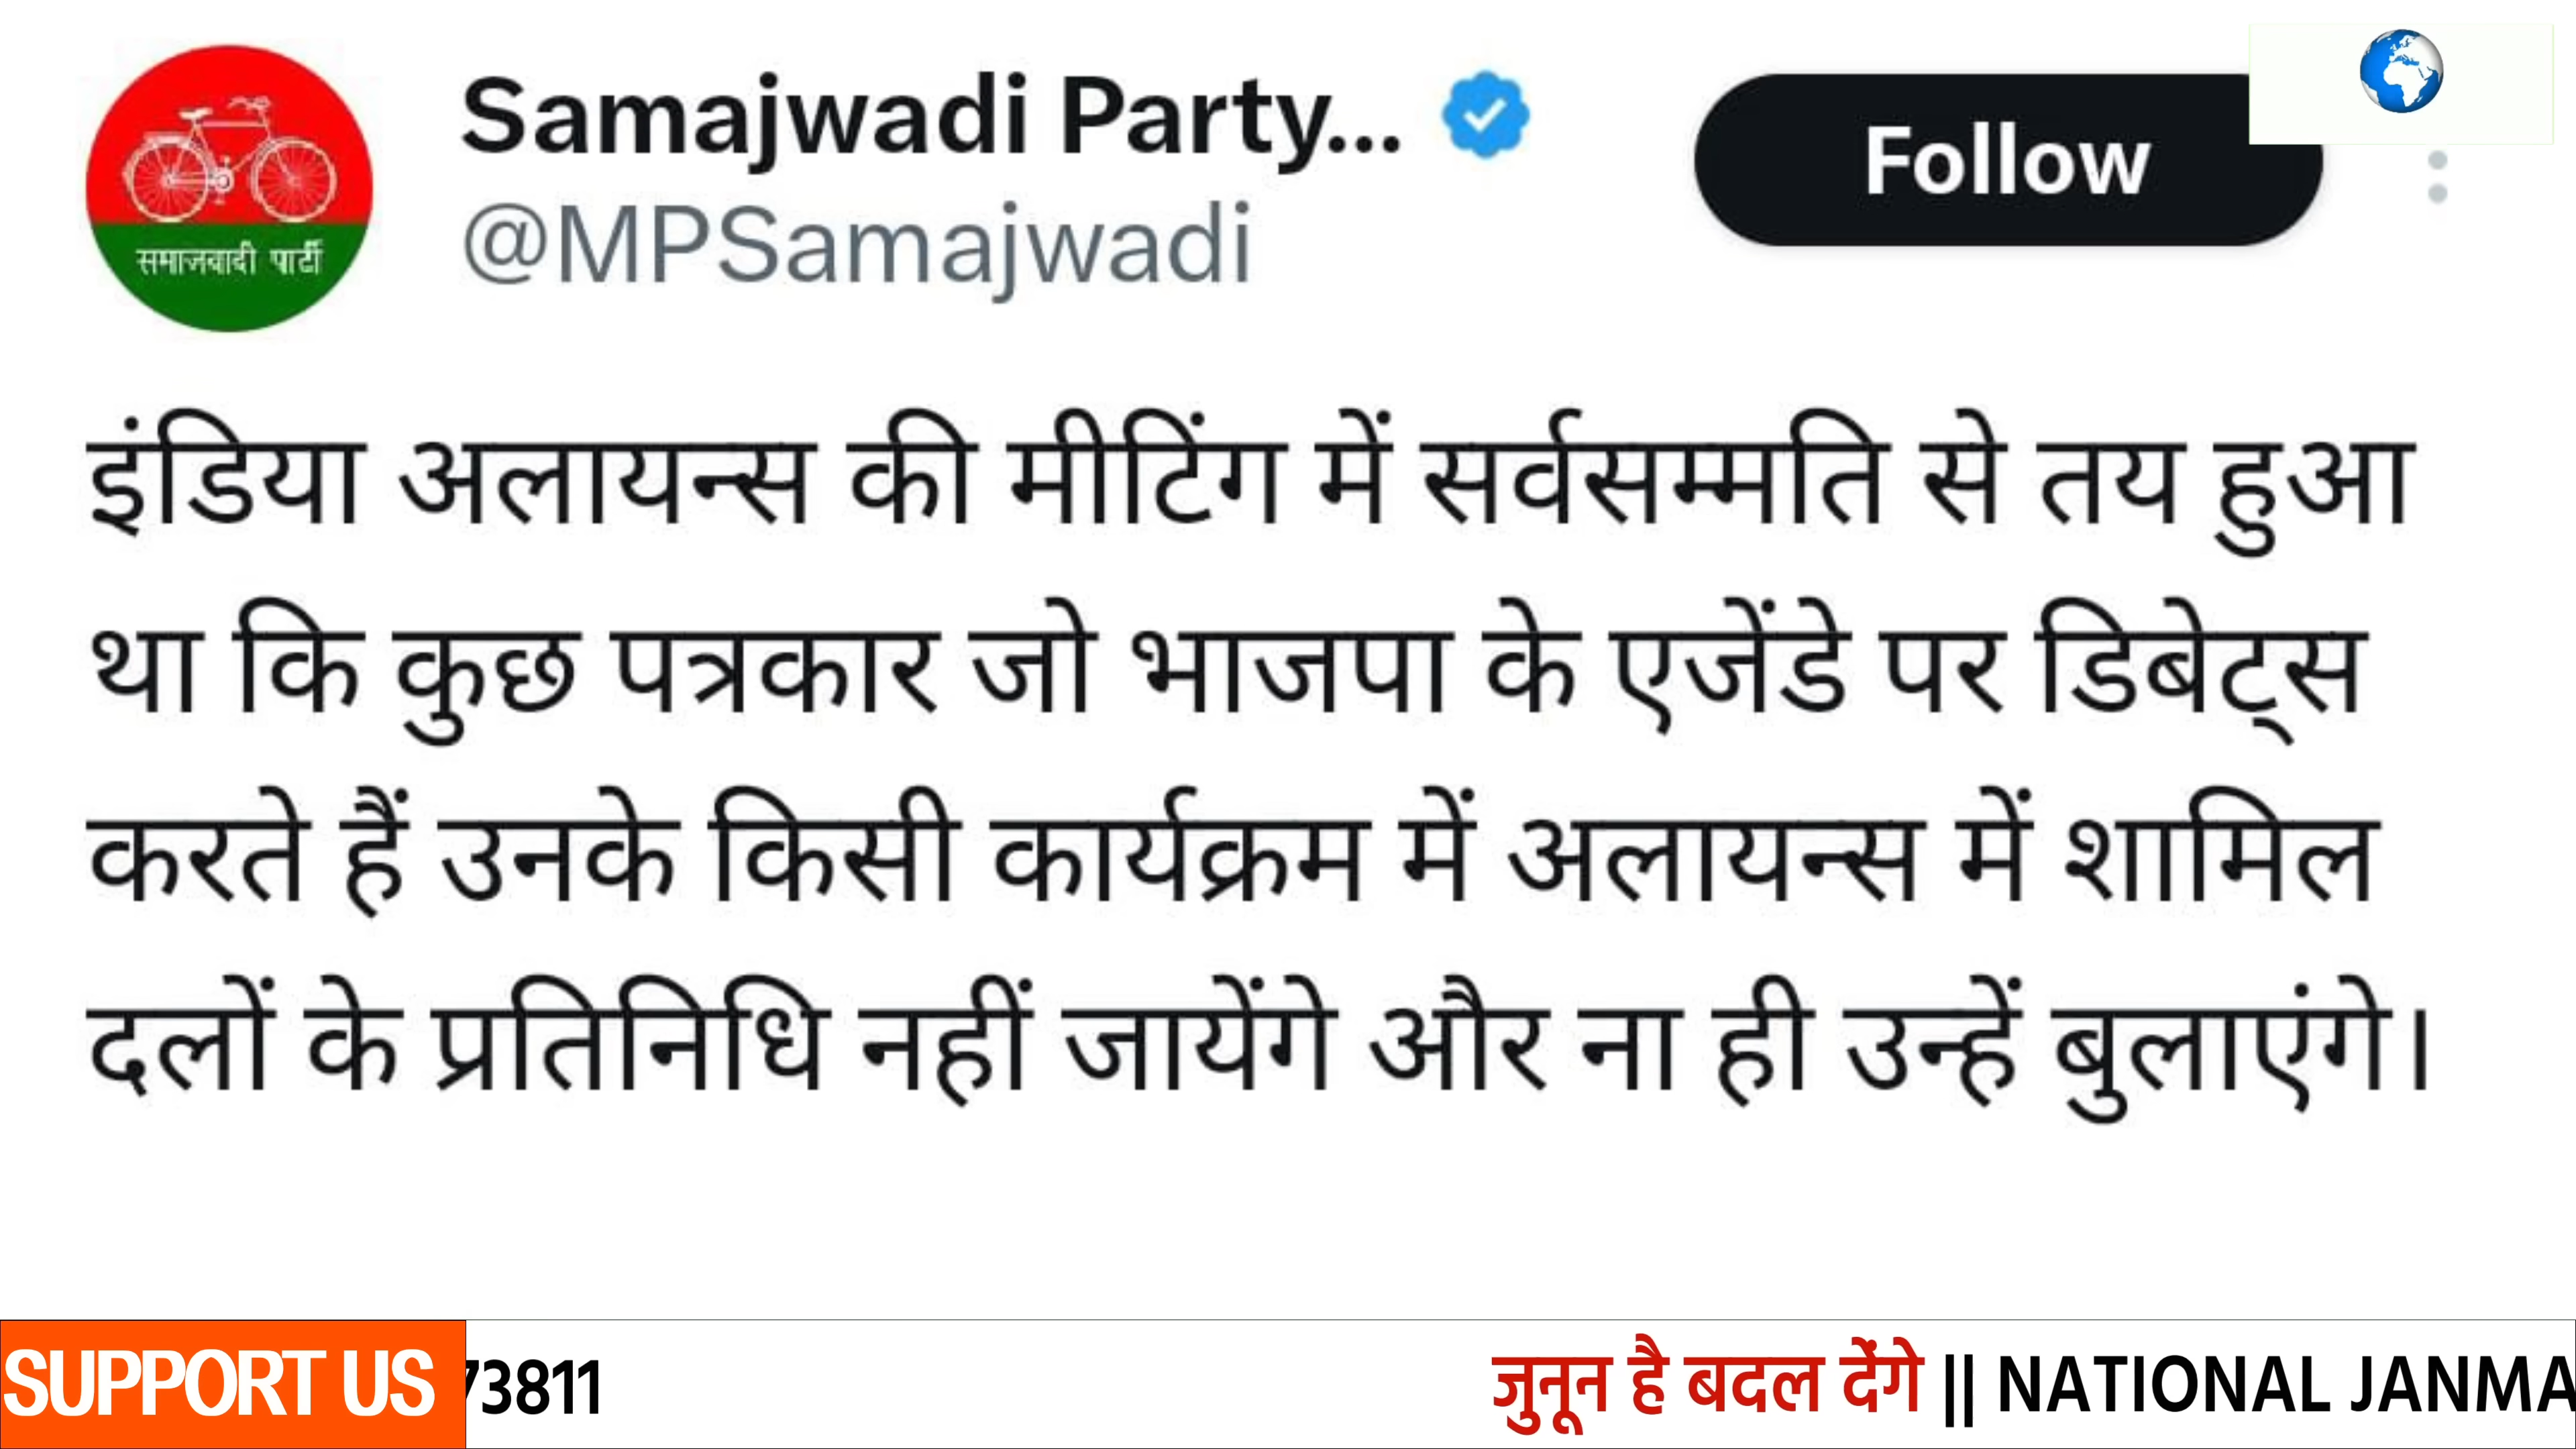 Samajwadi Party...
@MPSamajwadi
Follow
समाजवादी पार्टी
इंडिया अलायन्स की मीटिंग में सर्वसम्मति से तय हुआ
था कि कुछ पत्रकार जो भाजपा के एजेंडे पर डिबेट्स
करते हैं उनके किसी कार्यक्रम में अलायन्स में शामिल
दलों के प्रतिनिधि नहीं जायेंगे और ना ही उन्हें बुलाएंगे।
SUPPORT US 73811 जुनून है बदल देंगे || NATIONAL JANMA